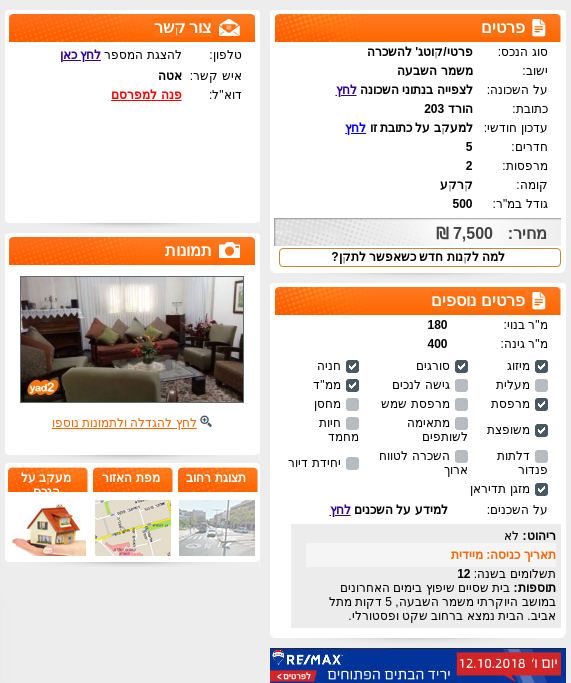 פרטים
סוג הנכס: פרטי/קוטג' להשכרה
ישוב: משמר השבעה
על השכונה: לצפייה בנתוני השכונה לחץ
כתובת: הורד 203
עדכון חודשי: למעקב על כתובת זו לחץ
חדרים: 5
מרפסות: 2
קומה: קרקע
גודל במ"ר: 500
מחיר: 7,500 ₪
למה לקנות חדש כשאפשר לתקן?
פרטים נוספים
מ"ר בנוי: 180
מ"ר גינה: 400
מיזוג סורגים חניה
מעלית גישה לנכים ממ"ד
מרפסת מרפסת שמש מחסן
משופצת מתאימה לשותפים חיות מחמד
דלתות פנדור השכרה לטווח ארוך יחידת דיור
מזגן תדיראן
על השכנים: למידע על השכנים לחץ
ריהוט: לא
תאריך כניסה: מיידית
תשלומים בשנה: 12
תוספות: בית שסיים שיפוץ בימים האחרונים
במושב היוקרתי משמר השבעה, 5 דקות מתל
אביב. הבית נמצא ברחוב שקט ופסטורלי.
RE/MAX
יום ו' 12.10.2018
יריד הבתים הפתוחים
לפרטים >
צור קשר
טלפון: להצגת המספר לחץ כאן
איש קשר: אטה
דוא"ל: פנה למפרסם
תמונות
yad2
לחץ להגדלה ולתמונות נוספו
תצוגת רחוב
מפת האזור
מעקב על
הנכס